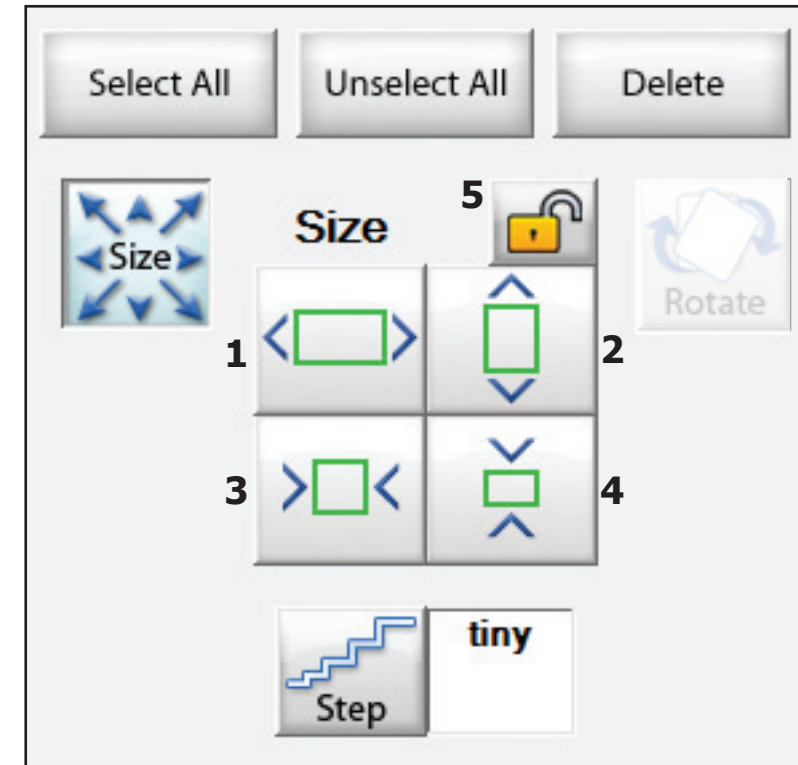 Select All
Unselect All
Delete
5
Size
Size
Rotate
1
2
3
4
tiny
Step